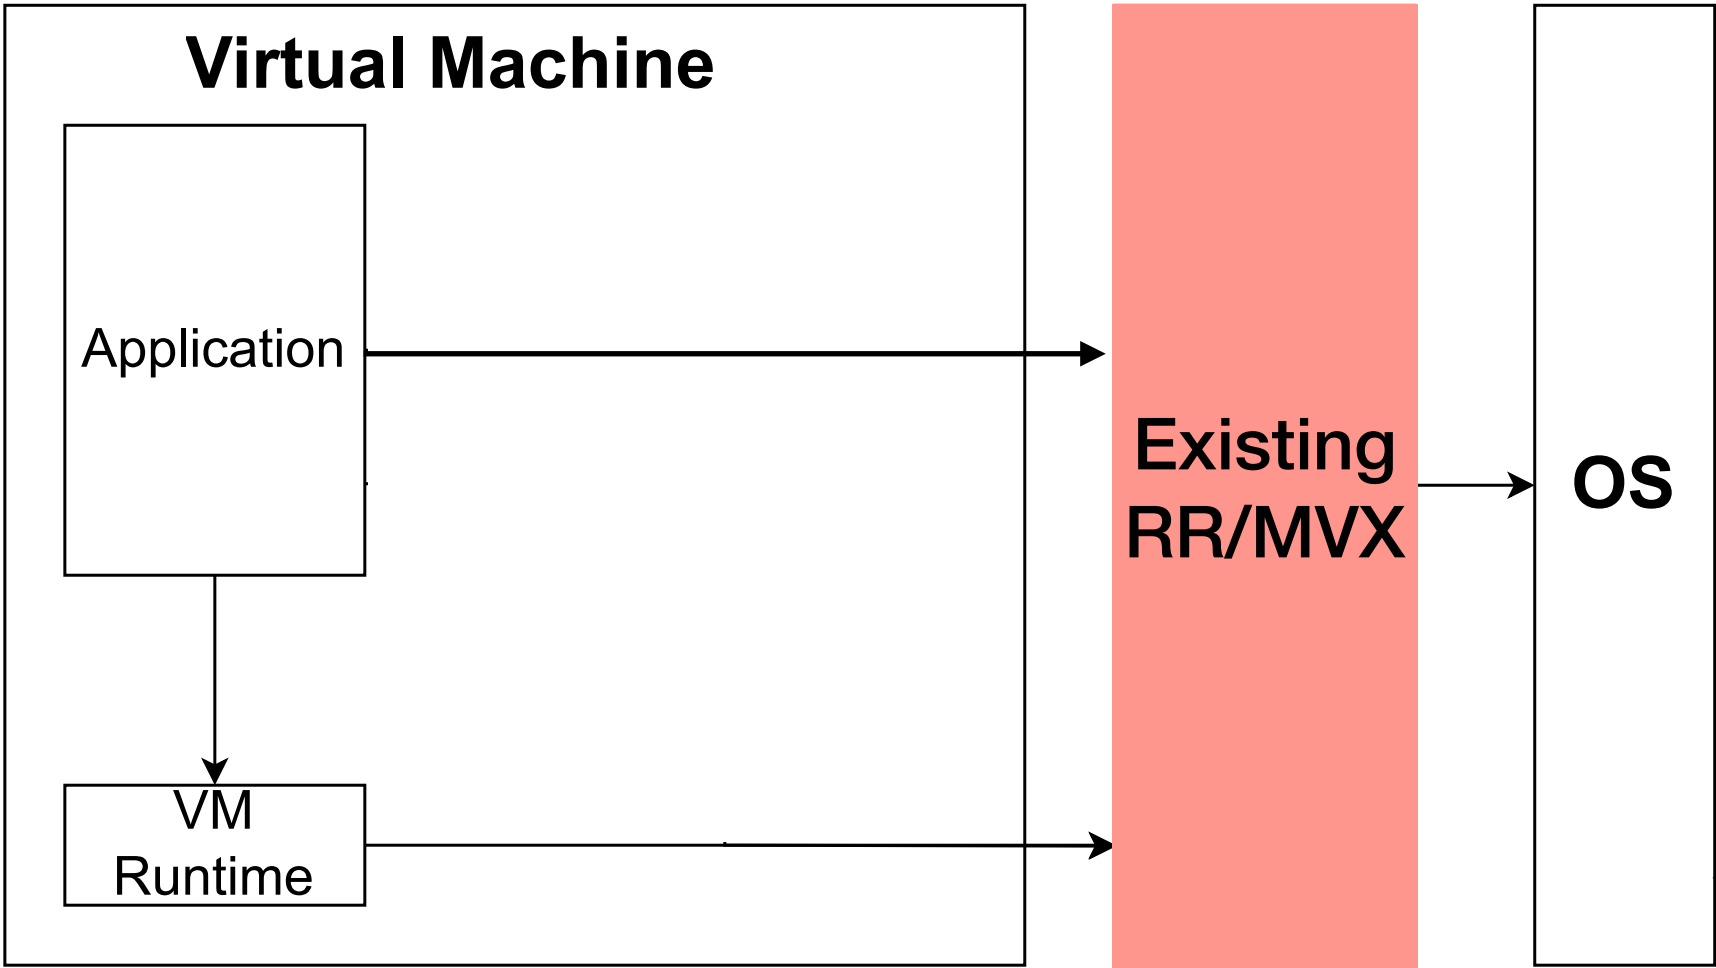 Virtual Machine
Application
Existing
RR/MVX
OS
VM
Runtime